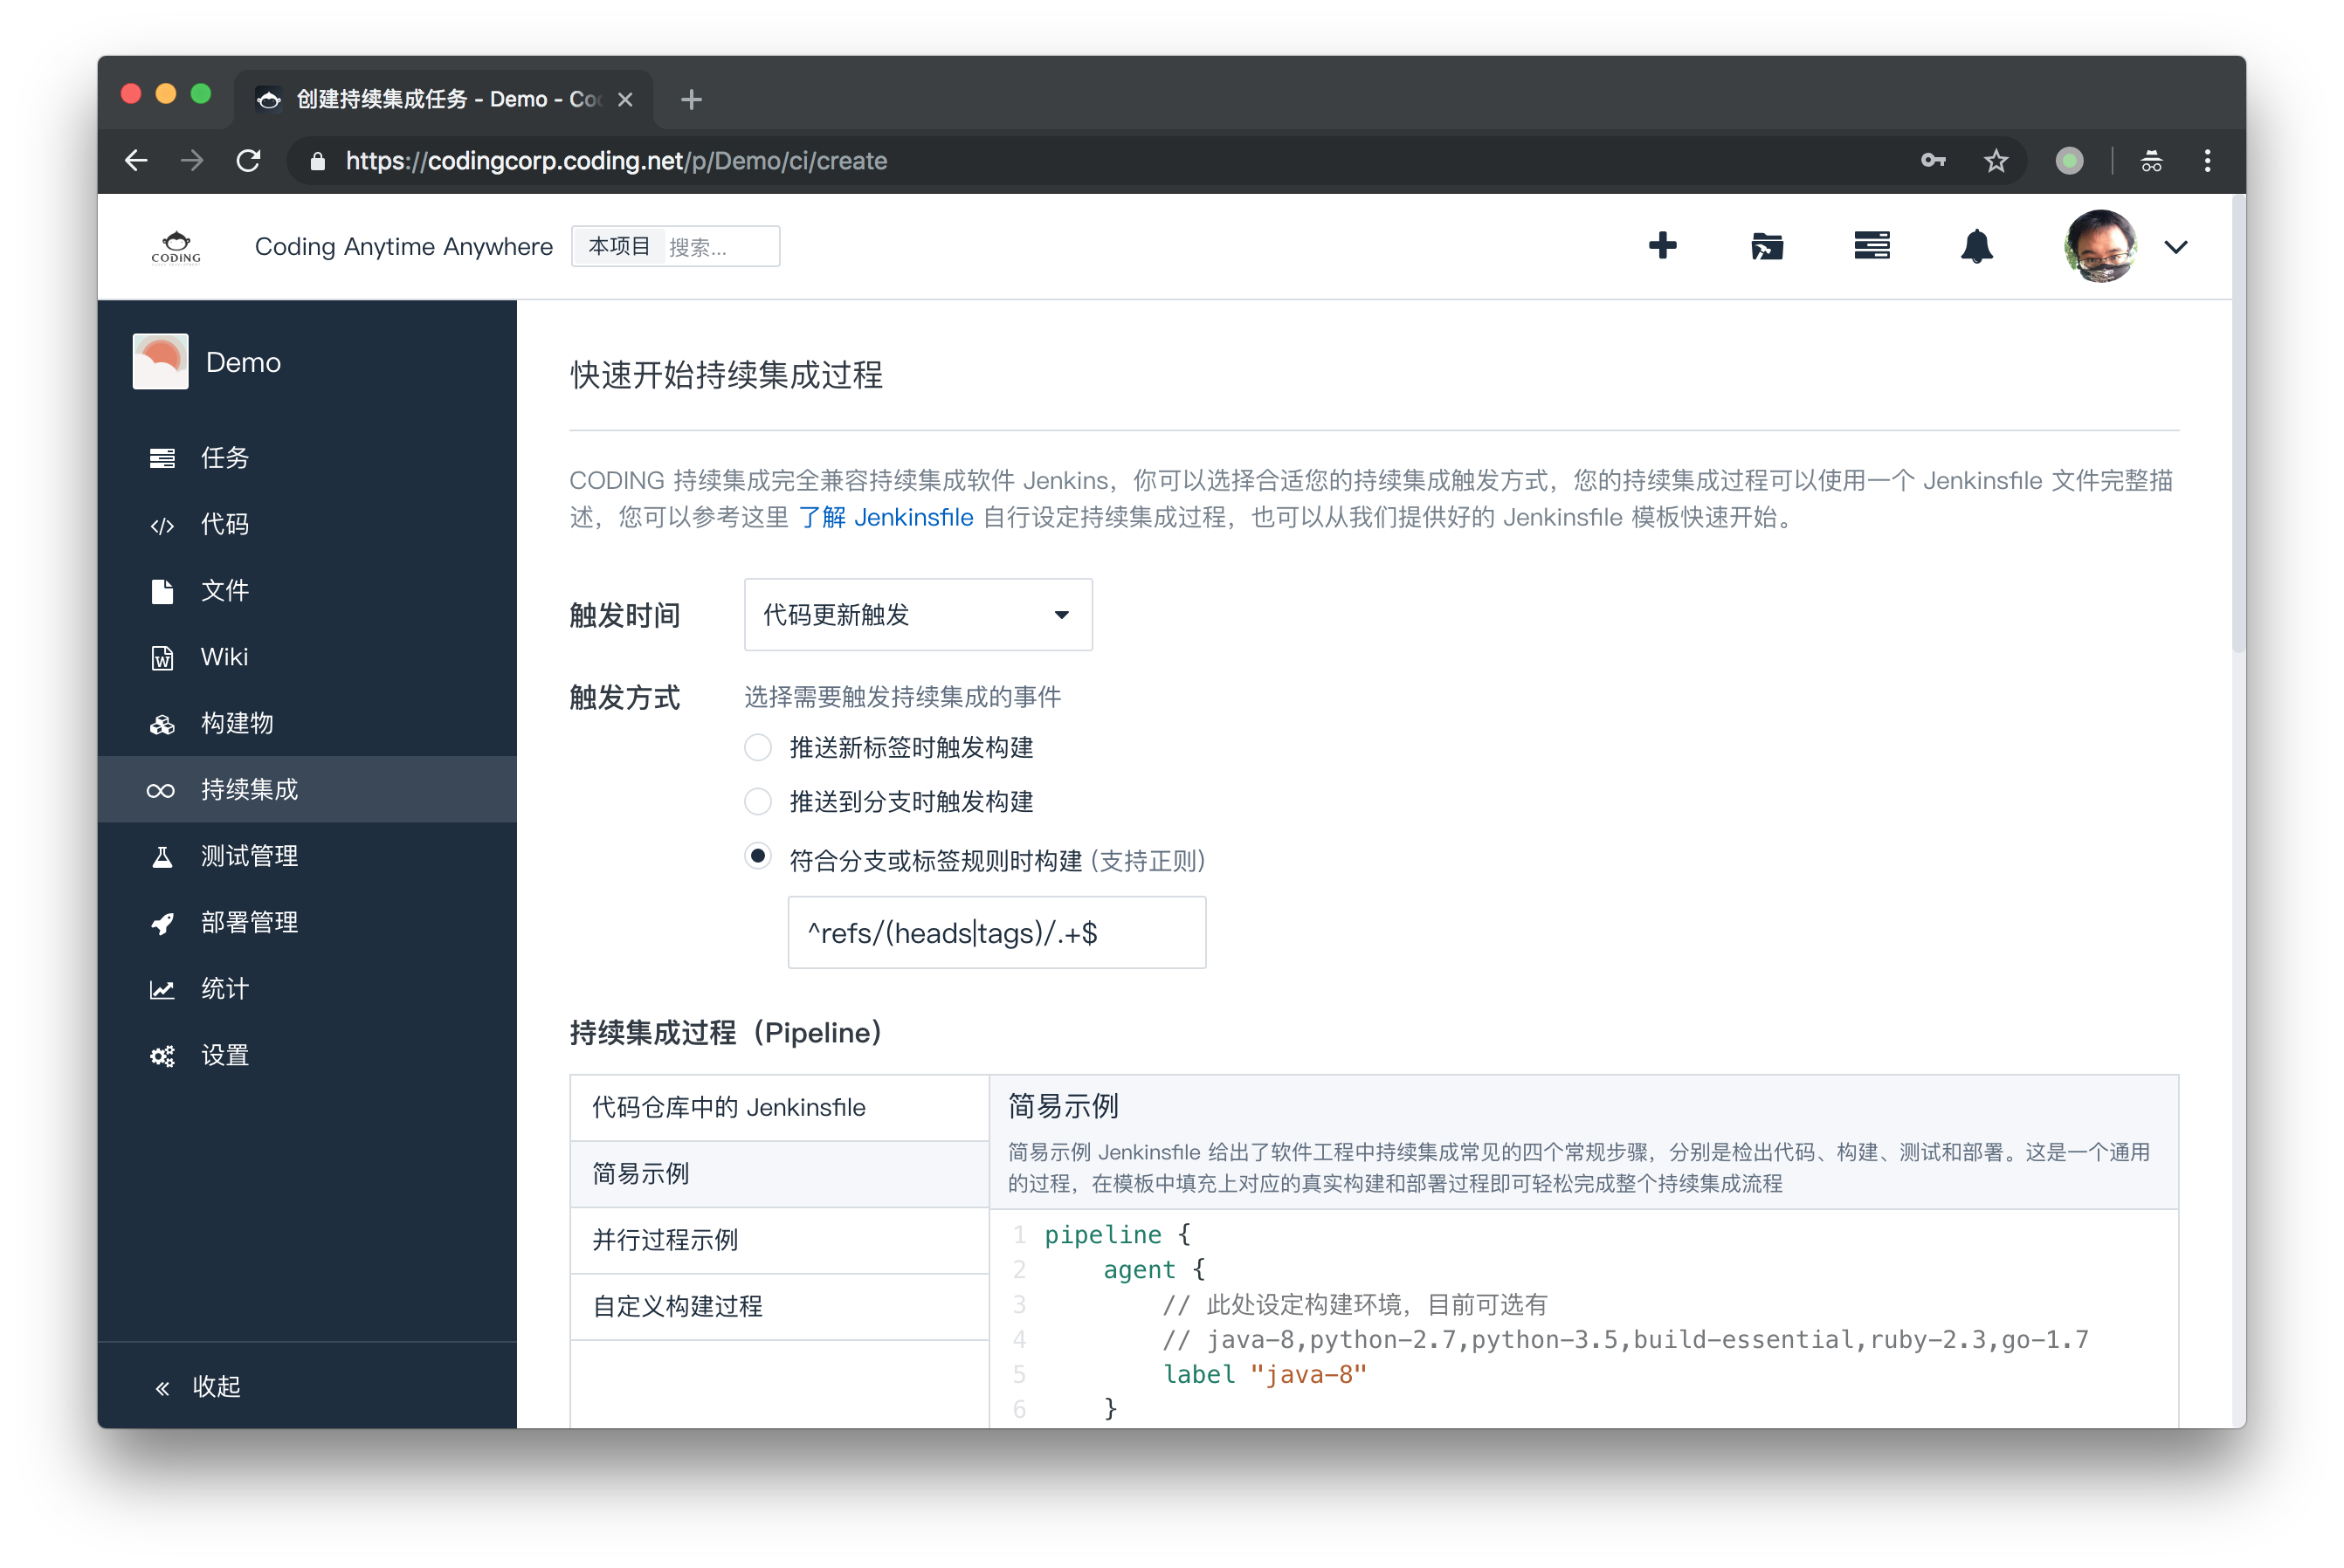 创建持续集成任务 - Demo - Co
https://codingcorp.coding.net/p/Demo/ci/create
CODING
Coding Anytime Anywhere
本项目 搜索...
Demo
任务
代码
文件
Wiki
构建物
持续集成
测试管理
部署管理
统计
设置
收起
快速开始持续集成过程
CODING 持续集成完全兼容持续集成软件 Jenkins，你可以选择合适您的持续集成触发方式，您的持续集成过程可以使用一个 Jenkinsfile 文件完整描
述，您可以参考这里 了解 Jenkinsfile 自行设定持续集成过程，也可以从我们提供好的 Jenkinsfile 模板快速开始。
触发时间 代码更新触发
触发方式 选择需要触发持续集成的事件
推送新标签时触发构建
推送到分支时触发构建
符合分支或标签规则时构建 (支持正则)
^refs/(heads|tags)/.+$
持续集成过程（Pipeline）
代码仓库中的 Jenkinsfile
简易示例
并行过程示例
自定义构建过程
简易示例
简易示例 Jenkinsfile 给出了软件工程中持续集成常见的四个常规步骤，分别是检出代码、构建、测试和部署。这是一个通用
的过程，在模板中填充上对应的真实构建和部署过程即可轻松完成整个持续集成流程
1 pipeline {
2 agent {
3 // 此处设定构建环境，目前可选有
4 // java-8,python-2.7,python-3.5,build-essential,ruby-2.3,go-1.7
5 label "java-8"
6 }